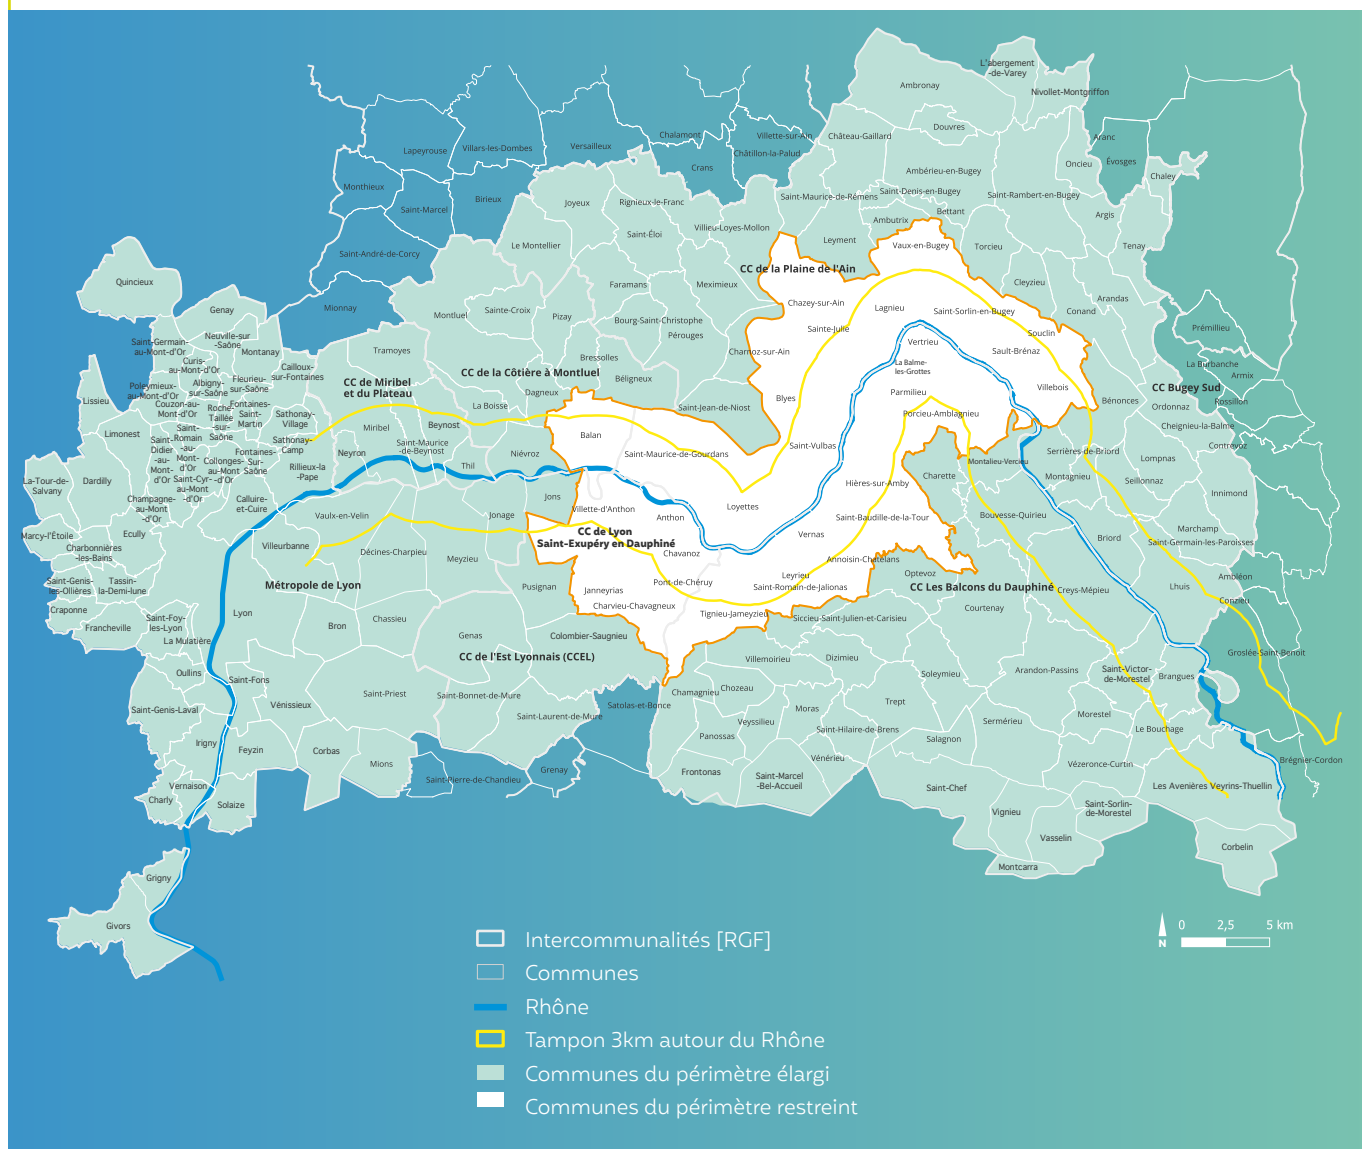 L'abergement
-de-Varey
Ambronay
Nivollet-Montgriffon
Chalamont
Villette-sur-Ain
Château-Gaillard
Douvres
Aranc
Lapeyrouse
Villars-les-Dombes
Versailleux
Châtillon-la-Palud
Crans
Ambérieu-en-Bugey
Oncieu
Évosges
Chaley
Monthieux
Birieux
Joyeux
Rignieux-le-Franc
Saint-Maurice-de-Rémens
Saint-Denis-en-Bugey
Saint-Rambert-en-Bugey
Saint-Marcel
Bettant
Argis
Ambutrix
Saint-Éloi
Villieu-Loyes-Mollon
Le Montellier
Leyment
Vaux-en-Bugey
Torcieu
Tenay
Saint-André-de-Corcy
CC de la Plaine de l'Ain
Quincieux
Faramans
Meximieux
Cleyzieu
Arandas
Genay
Mionnay
Montluel
Sainte-Croix
Pizay
Bourg-Saint-Christophe
Chazey-sur-Ain
Lagnieu
Saint-Sorlin-en-Bugey
Conand
Sainte-Julie
Souclin
Prémillieu
Saint-Germain-
au-Mont-d'Or
Neuville-sur
-Saône
Montanay
Tramoyes
Pérouges
Vertrieu
Sault-Brénaz
Curis-
au-Mont-d'Or
Cailloux-
sur-Fontaines
Bressolles
Charnoz-sur-Ain
La Balme-
les-Grottes
La Burbanche
Armix
CC de Miribel
et du Plateau
CC de la Côtière à Montluel
Béligneux
Poleymieux-
au-Mont-d'Or
Albigny-
sur-Saône
Fleurieu-
sur-Saône
Dagneux
Parmilieu
Villebois
CC Bugey Sud
Lissieu
Couzon-au-
Mont-d'Or
Roche-
Taillée
-sur-
Saône
Fontaines-
Saint-
Martin
Sathonay-
Village
La Boisse
Saint-Jean-de-Niost
Blyes
Porcieu-Amblagnieu
Bénonces
Ordonnaz
Rossillon
Limonest
Saint-
Romain
-au-
Mont-
d'Or
Miribel
Beynost
Balan
Cheignieu-la-Balme
Saint-
Didier
-au-
Mont-
d'Or
Sathonay-
Camp
Saint-Maurice
-de-Beynost
Neyron
Niévroz
Saint-Maurice-de-Gourdans
Saint-Vulbas
Serrières-de-Briord
Contrevoz
Fontaines-
Sur-
Saône
Collonges-
au-Mont
-d'Or
Rillieux-la
-Pape
Thil
Montalieu-Vercieu
Lompnas
La-Tour-de-
Salvany
Dardilly
Saint-Cyr-
au-Mont
-d'Or
Charette
Montagnieu
Seillonnaz
Hières-sur-Amby
Innimond
Champagne-
au-Mont
-d'Or
Calluire-
et-Cuire
Jons
Villette-d'Anthon
Loyettes
Vaulx-en-Velin
Jonage
Anthon
Saint-Baudille-de-la-Tour
Bouvesse-Quirieu
Marchamp
Marcy-l'Étoile
Ecully
CC de Lyon
Saint-Exupéry en Dauphiné
Vernas
Briord
Saint-Germain-les-Paroisses
Charbonnières
-les-Bains
Villeurbanne
Décines-Charpieu
Meyzieu
Chavanoz
Annoisin-Chatelans
Saint-Genis-
les-Ollières
Tassin-
la-Demi-lune
Métropole de Lyon
Pusignan
Janneyrias
Pont-de-Chéruy
Leyrieu
Saint-Romain-de-Jalionas
Optevoz
CC Les Balcons du Dauphiné
Creys-Mépieu
Lhuis
Ambléon
Conzieu
Craponne
Francheville
Saint-Foy-
les-Lyon
Lyon
Charvieu-Chavagneux
Tignieu-Jameyzieu
Siccieu-Saint-Julien-et-Carisieu
Courtenay
La Mulatière
Bron
Chassieu
Genas
Colombier-Saugnieu
CC de l'Est Lyonnais (CCEL)
Villemoirieu
Dizimieu
Groslée-Saint-Benoit
Oullins
Saint-Fons
Soleymieu
Arandon-Passins
Saint-Victor-
de-Morestel
Brangues
Saint-Genis-Laval
Vénissieux
Saint-Priest
Saint-Bonnet-de-Mure
Satolas-et-Bonce
Chamagnieu
Chozeau
Moras
Trept
Saint-Laurent-de-Mure
Veyssilieu
Saint-Hilaire-de-Brens
Sermérieu
Morestel
Le Bouchage
Irigny
Feyzin
Corbas
Mions
Panossas
Salagnon
Vézeronce-Curtin
Brégnier-Cordon
Vernaison
Saint-Pierre-de-Chandieu
Grenay
Frontonas
Saint-Marcel
-Bel-Accueil
Vénérieu
Saint-Chef
Les Avenières Veyrins-Thuellin
Charly
Solaize
Vignieu
Saint-Sorlin-
de-Morestel
Vasselin
Corbelin
Montcarra
Grigny
Givors
N
0 2,5 5 km
Intercommunalités [RGF]
Communes
Rhône
Tampon 3km autour du Rhône
Communes du périmètre élargi
Communes du périmètre restreint